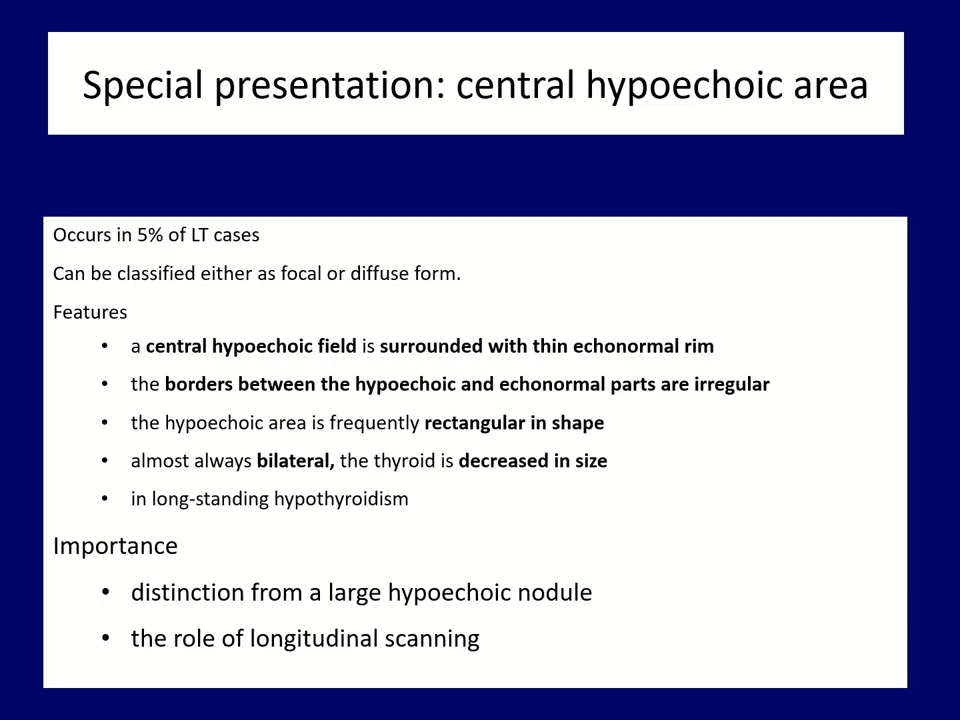 Special presentation: central hypoechoic area
Occurs in 5% of LT cases
Can be classified either as focal or diffuse form.
Features
• a central hypoechoic field is surrounded with thin echonormal rim
• the borders between the hypoechoic and echonormal parts are irregular
• the hypoechoic area is frequently rectangular in shape
• almost always bilateral, the thyroid is decreased in size
• in long-standing hypothyroidism
Importance
• distinction from a large hypoechoic nodule
• the role of longitudinal scanning